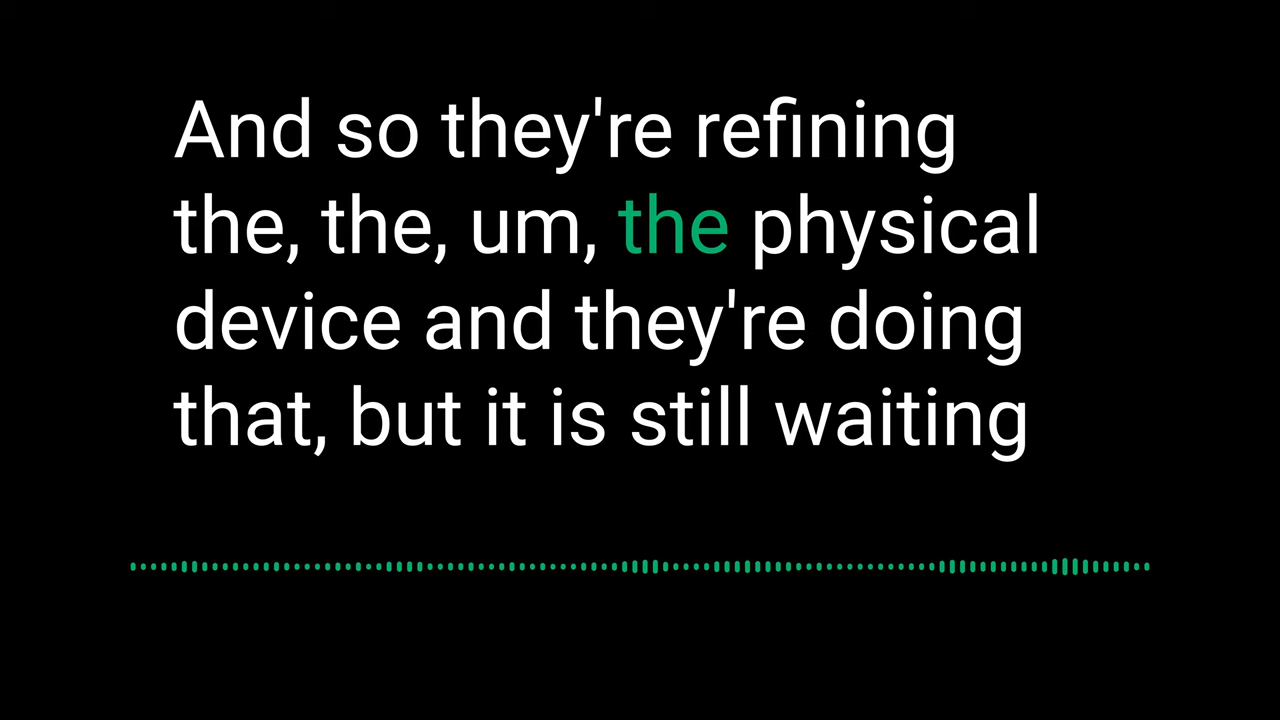 And so they're refining
the, the, um, the physical
device and they're doing
that, but it is still waiting